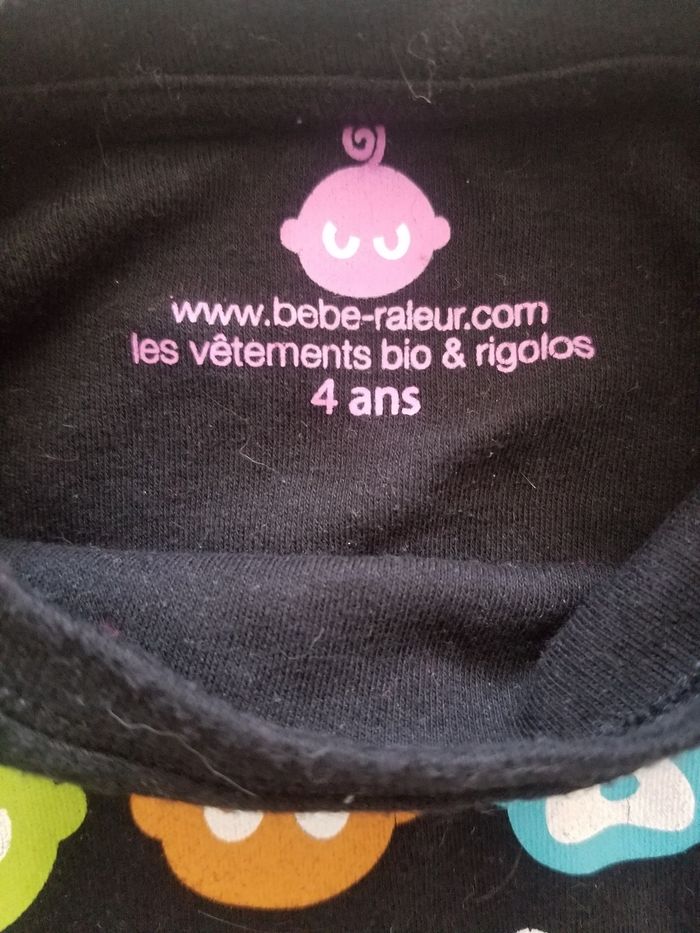 www.bebe-raleur.com
les vêtements bio & rigolos
4 ans